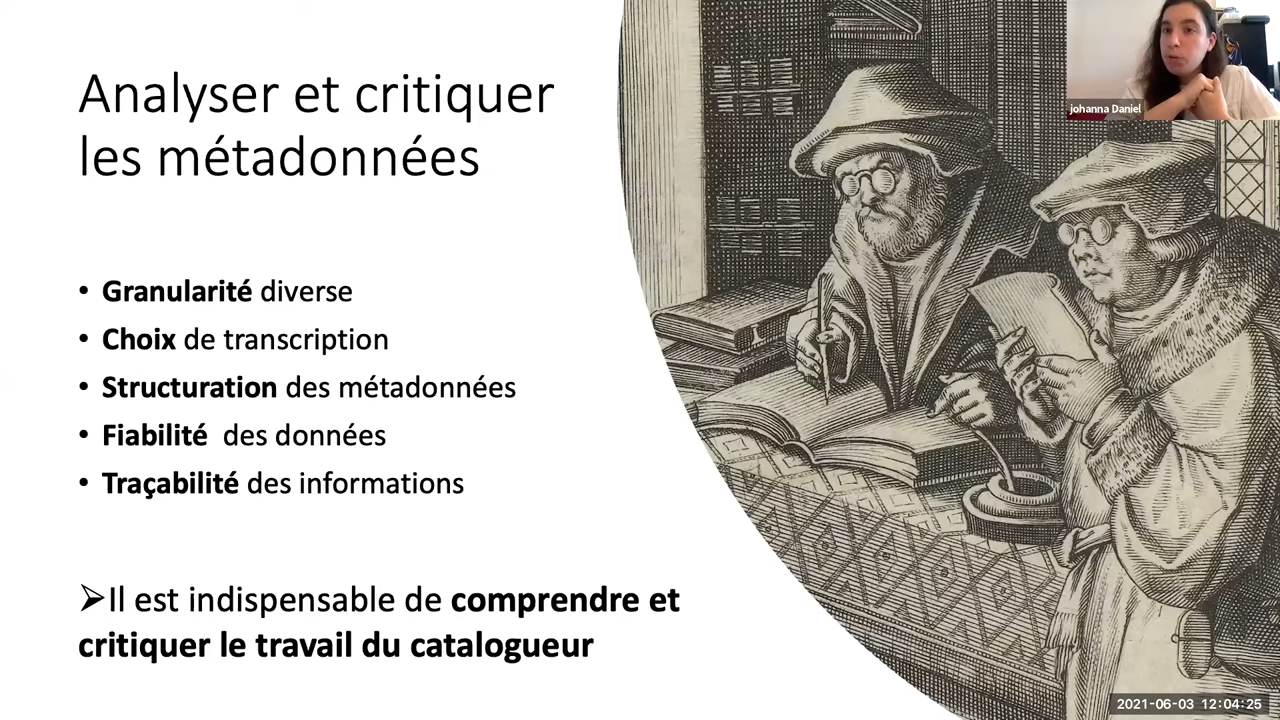 Analyser et critiquer
les métadonnées
johanna Daniel
• Granularité diverse
• Choix de transcription
• Structuration des métadonnées
• Fiabilité  des données
• Traçabilité des informations
➢Il est indispensable de comprendre et
critiquer le travail du catalogueur
2021-06-03 12:04:25